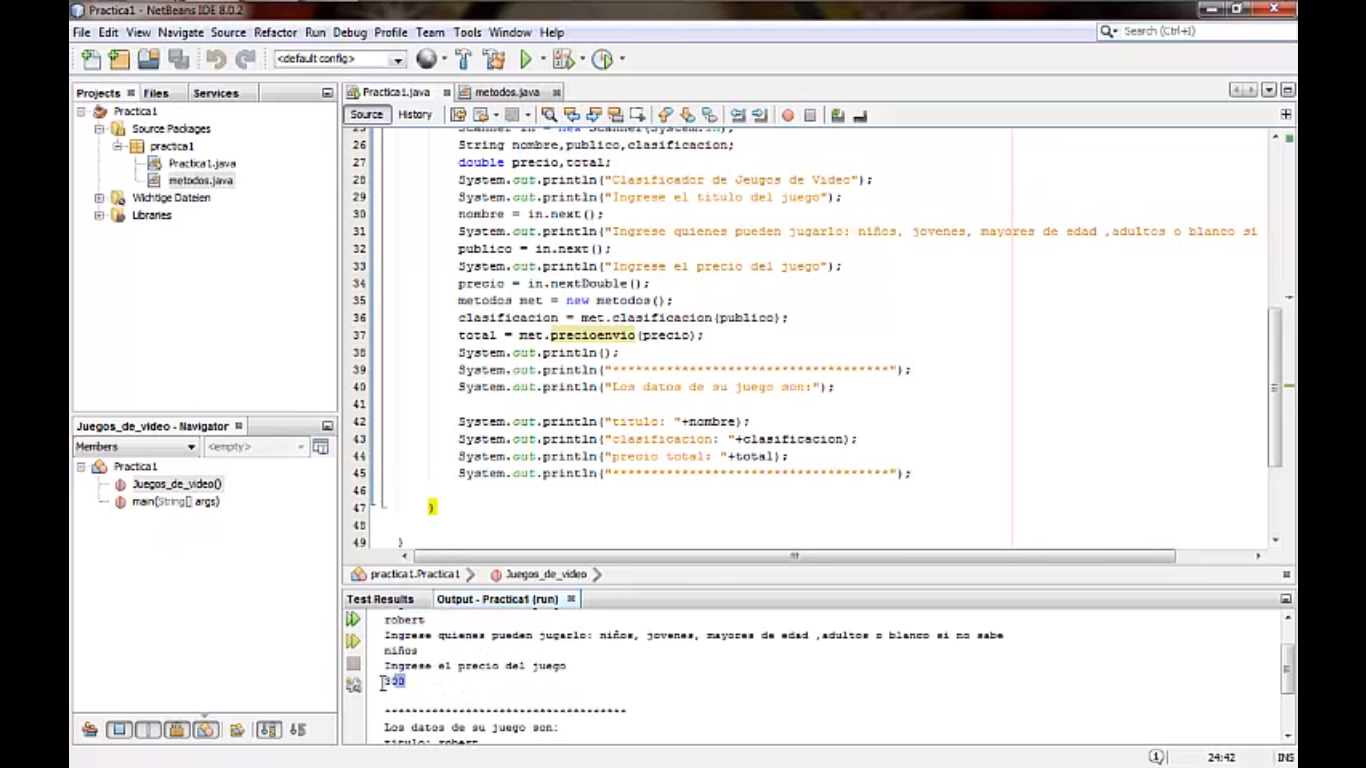 Practica1 - NetBeans IDE 8.0.2
File Edit View Navigate Source Refactor Run Debug Profile Team Tools Window Help
Search (Ctrl+I)
<default config>
Projects Files Services
Practica1
Source Packages
practica1
Practica1.java
metodos.java
Wichtige Dateien
Libraries
Juegos_de_video - Navigator
Members <empty>
Practica1
Juegos_de_video()
main(String[] args)
Practica1.java metodos.java
Source History
25 Scanner in = new Scanner(System.in);
26 String nombre,publico,clasificacion;
27 double precio,total;
28 System.out.println("Clasificador de Jeugos de Video");
29 System.out.println("Ingrese el titulo del juego");
30 nombre = in.next();
31 System.out.println("Ingrese quienes pueden jugarlo: niños, jovenes, mayores de edad ,adultos o blanco si
32 publico = in.next();
33 System.out.println("Ingrese el precio del juego");
34 precio = in.nextDouble();
35 metodos met = new metodos();
36 clasificacion = met.clasificacion(publico);
37 total = met.precioenvio(precio);
38 System.out.println();
39 System.out.println("************************************");
40 System.out.println("Los datos de su juego son:");
41
42 System.out.println("titulo: "+nombre);
43 System.out.println("clasificacion: "+clasificacion);
44 System.out.println("precio total: "+total);
45 System.out.println("************************************");
46
47 }
48
49 }
practica1.Practica1 Juegos_de_video
Test Results Output - Practica1 (run)
robert
Ingrese quienes pueden jugarlo: niños, jovenes, mayores de edad ,adultos o blanco si no sabe
niños
Ingrese el precio del juego
300
************************************
Los datos de su juego son:
titulo: robert
24:42 INS